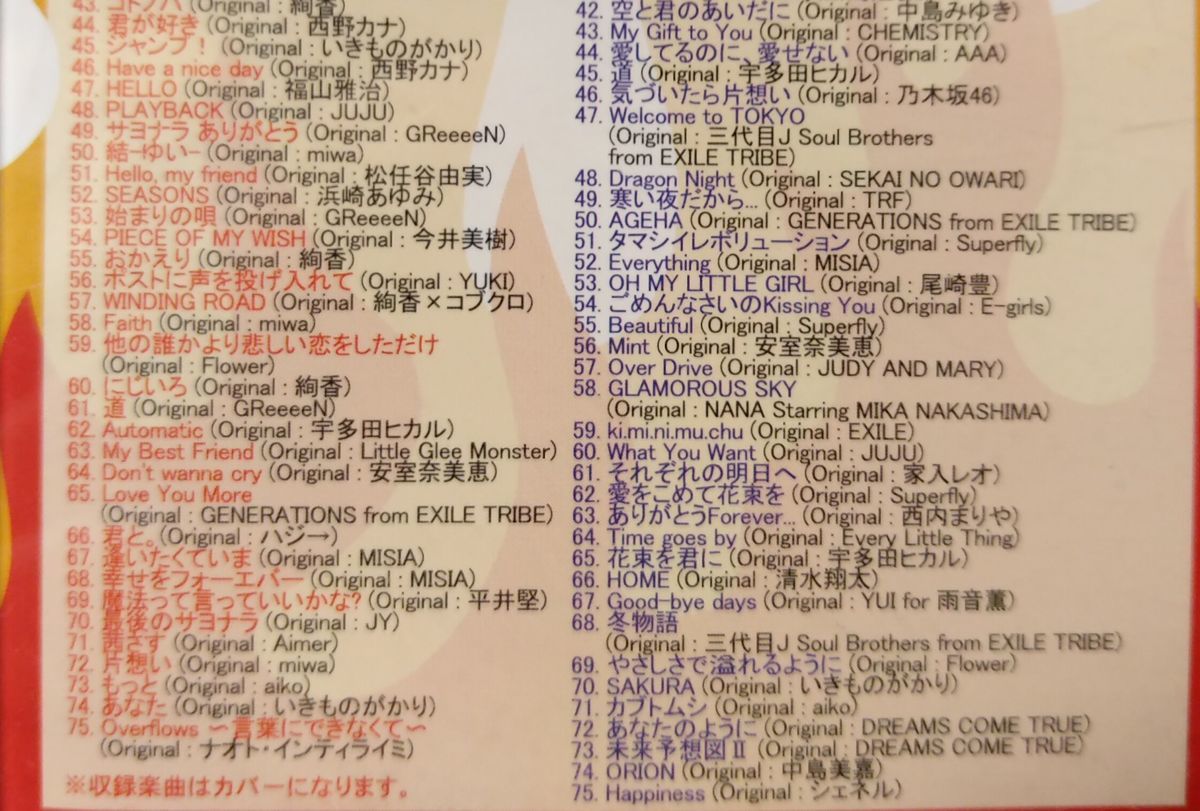 43. コトノハ (Original : 絢香)
44. 君が好き (Original : 西野カナ)
45. ジャンプ! (Original : いきものがかり)
46. Have a nice day (Original : 西野カナ)
47. HELLO (Original : 福山雅治)
48. PLAYBACK (Original : JUJU)
49. サヨナラ ありがとう (Original : GReeeeN)
50. 結-ゆい- (Original : miwa)
51. Hello, my friend (Original : 松任谷由実)
52. SEASONS (Original : 浜崎あゆみ)
53. 始まりの唄 (Original : GReeeeN)
54. PIECE OF MY WISH (Original : 今井美樹)
55. おかえり (Original : 絢香)
56. ポストに声を投げ入れて (Original : YUKI)
57. WINDING ROAD (Original : 絢香×コブクロ)
58. Faith (Original : miwa)
59. 他の誰かより悲しい恋をしただけ
(Original : Flower)
60. にじいろ (Original : 絢香)
61. 道 (Original : GReeeeN)
62. Automatic (Original : 宇多田ヒカル)
63. My Best Friend (Original : Little Glee Monster)
64. Don't wanna cry (Original : 安室奈美恵)
65. Love You More
(Original : GENERATIONS from EXILE TRIBE)
66. 君と。(Original : ハジ→)
67. 逢いたくていま (Original : MISIA)
68. 幸せをフォーエバー (Original : MISIA)
69. 魔法って言っていいかな? (Original : 平井堅)
70. 最後のサヨナラ (Original : JY)
71. 茜さす (Original : Aimer)
72. 片想い (Original : miwa)
73. もっと (Original : aiko)
74. あなた (Original : いきものがかり)
75. Overflows 〜言葉にできなくて〜
(Original : ナオト・インティライミ)
※収録楽曲はカバーになります。
42. 空と君のあいだに (Original : 中島みゆき)
43. My Gift to You (Original : CHEMISTRY)
44. 愛してるのに、愛せない (Original : AAA)
45. 道 (Original : 宇多田ヒカル)
46. 気づいたら片想い (Original : 乃木坂46)
47. Welcome to TOKYO
(Original : 三代目J Soul Brothers
from EXILE TRIBE)
48. Dragon Night (Original : SEKAI NO OWARI)
49. 寒い夜だから... (Original : TRF)
50. AGEHA (Original : GENERATIONS from EXILE TRIBE)
51. タマシイレボリューション (Original : Superfly)
52. Everything (Original : MISIA)
53. OH MY LITTLE GIRL (Original : 尾崎豊)
54. ごめんなさいのKissing You (Original : E-girls)
55. Beautiful (Original : Superfly)
56. Mint (Original : 安室奈美恵)
57. Over Drive (Original : JUDY AND MARY)
58. GLAMOROUS SKY
(Original : NANA Starring MIKA NAKASHIMA)
59. ki.mi.ni.mu.chu (Original : EXILE)
60. What You Want (Original : JUJU)
61. それぞれの明日へ (Original : 家入レオ)
62. 愛をこめて花束を (Original : Superfly)
63. ありがとうForever... (Original : 西内まりや)
64. Time goes by (Original : Every Little Thing)
65. 花束を君に (Original : 宇多田ヒカル)
66. HOME (Original : 清水翔太)
67. Good-bye days (Original : YUI for 雨音薫)
68. 冬物語
(Original : 三代目J Soul Brothers from EXILE TRIBE)
69. やさしさで溢れるように (Original : Flower)
70. SAKURA (Original : いきものがかり)
71. カブトムシ (Original : aiko)
72. あなたのように (Original : DREAMS COME TRUE)
73. 未来予想図Ⅱ (Original : DREAMS COME TRUE)
74. ORION (Original : 中島美嘉)
75. Happiness (Original : シェネル)